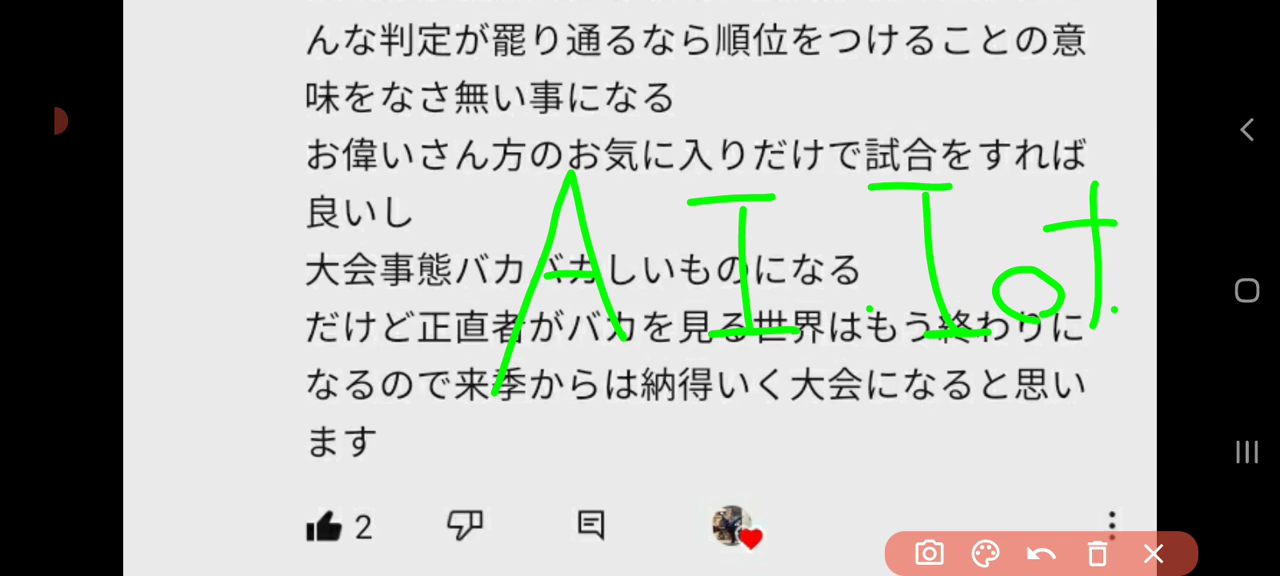 んな判定が罷り通るなら順位をつけることの意
味をなさ無い事になる
お偉いさん方のお気に入りだけで試合をすれば
良いし
大会事態バカバカしいものになる
だけど正直者がバカを見る世界はもう終わりに
なるので来季からは納得いく大会になると思い
ます
AI.Iot.
2